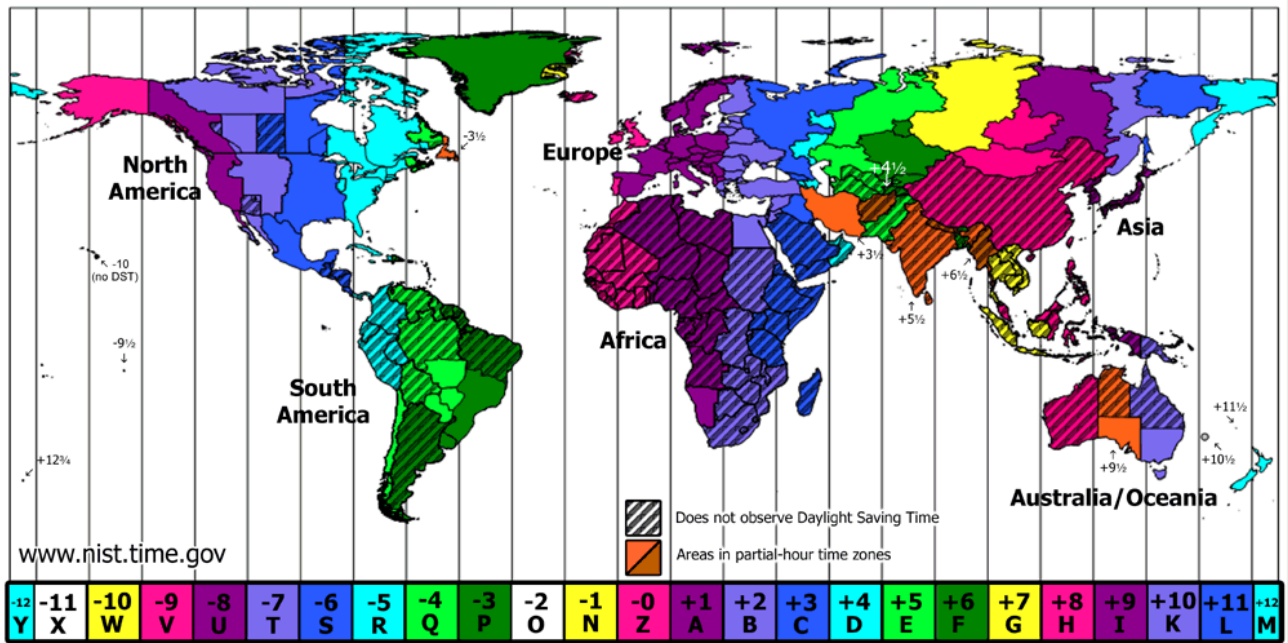 -3½
+4½
North
America
Europe
Asia
-10
(no DST)
+3½
+6½
+5½
-9½
Africa
South
America
+11½
+12¾
+10½
+9½
Australia/Oceania
Does not observe Daylight Saving Time
Areas in partial-hour time zones
www.nist.time.gov
-12 -11 -10 -9 -8 -7 -6 -5 -4 -3 -2 -1 -0 +1 +2 +3 +4 +5 +6 +7 +8 +9 +10 +11 +12
Y X W V U T S R Q P O N Z A B C D E F G H I K L M